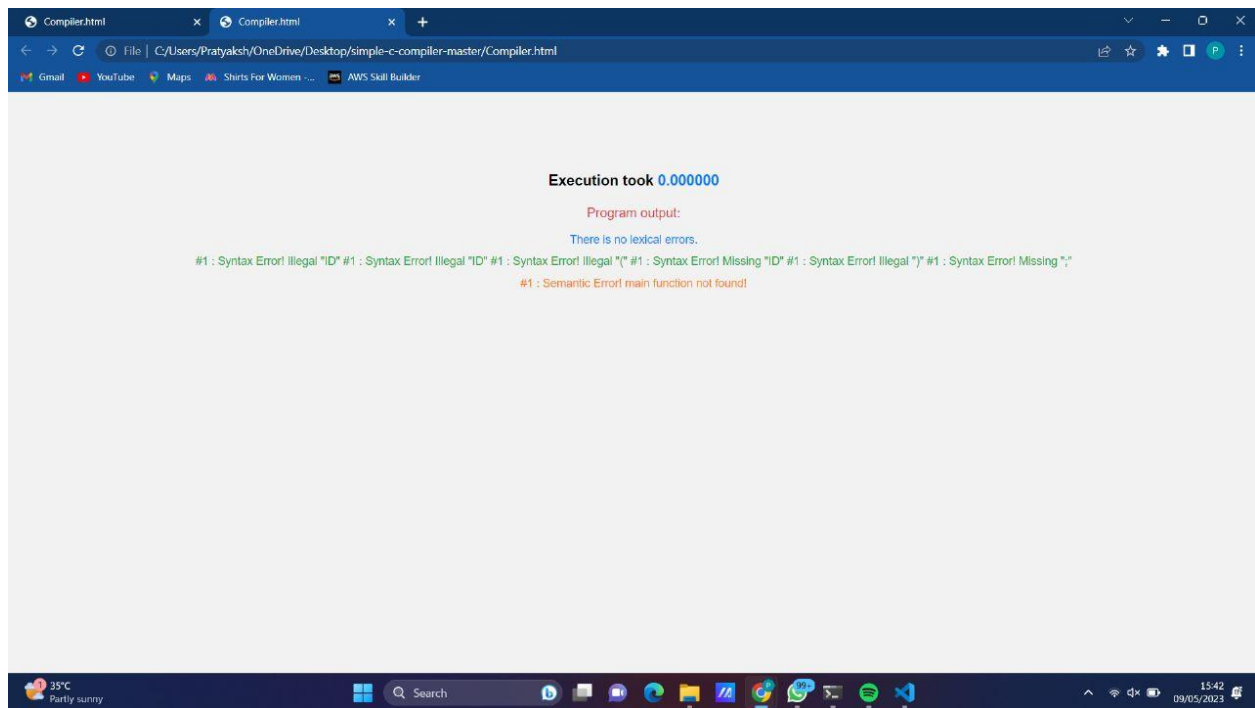 Compiler.html
Compiler.html
File | C:/Users/Pratyaksh/OneDrive/Desktop/simple-c-compiler-master/Compiler.html
P
Gmail YouTube Maps Shirts For Women -... AWS Skill Builder
Execution took 0.000000
Program output:
There is no lexical errors.
#1 : Syntax Error! Illegal "ID" #1 : Syntax Error! Illegal "ID" #1 : Syntax Error! Illegal "(" #1 : Syntax Error! Missing "ID" #1 : Syntax Error! Illegal ")" #1 : Syntax Error! Missing ";"
#1 : Semantic Error! main function not found!
1
35°C
Partly sunny
Search
99+
15:42
09/05/2023